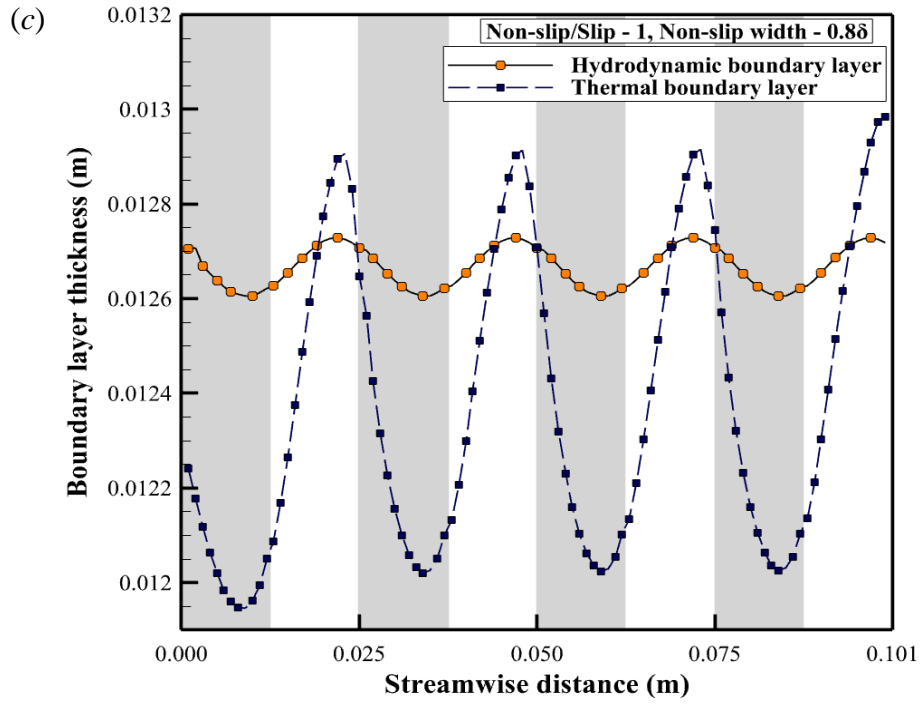 (c)
Non-slip/Slip - 1, Non-slip width - 0.8δ
Hydrodynamic boundary layer
Thermal boundary layer
Boundary layer thickness (m)
0.0132
0.013
0.0128
0.0126
0.0124
0.0122
0.012
0.000
0.025
0.050
0.075
0.101
Streamwise distance (m)